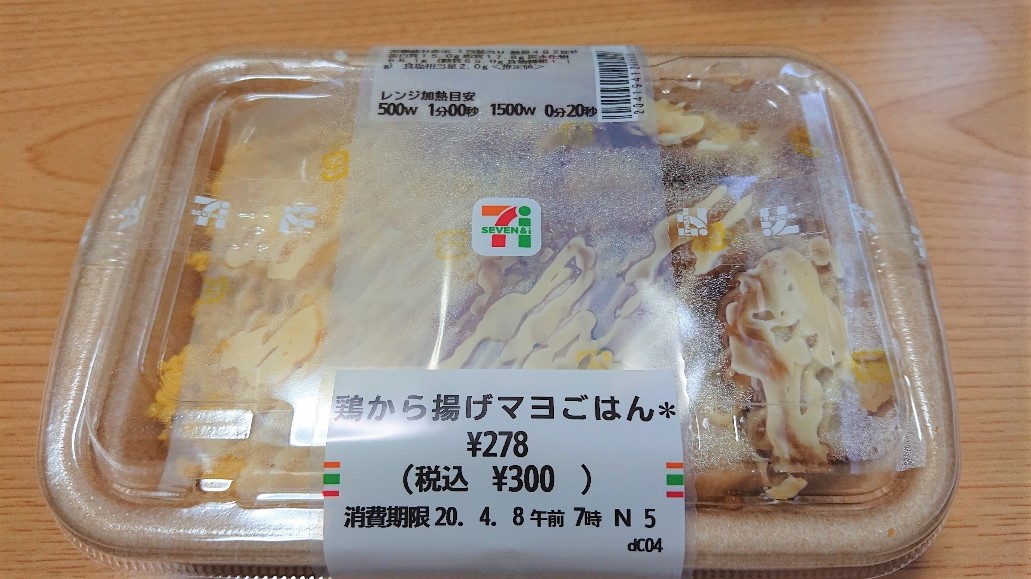 レンジ加熱目安
500W 1分00秒 1500W 0分20秒
7i
SEVEN&i
鶏から揚げマヨごはん*
¥278
(税込 ¥300 )
消費期限 20. 4. 8 午前 7時 N 5
dC04